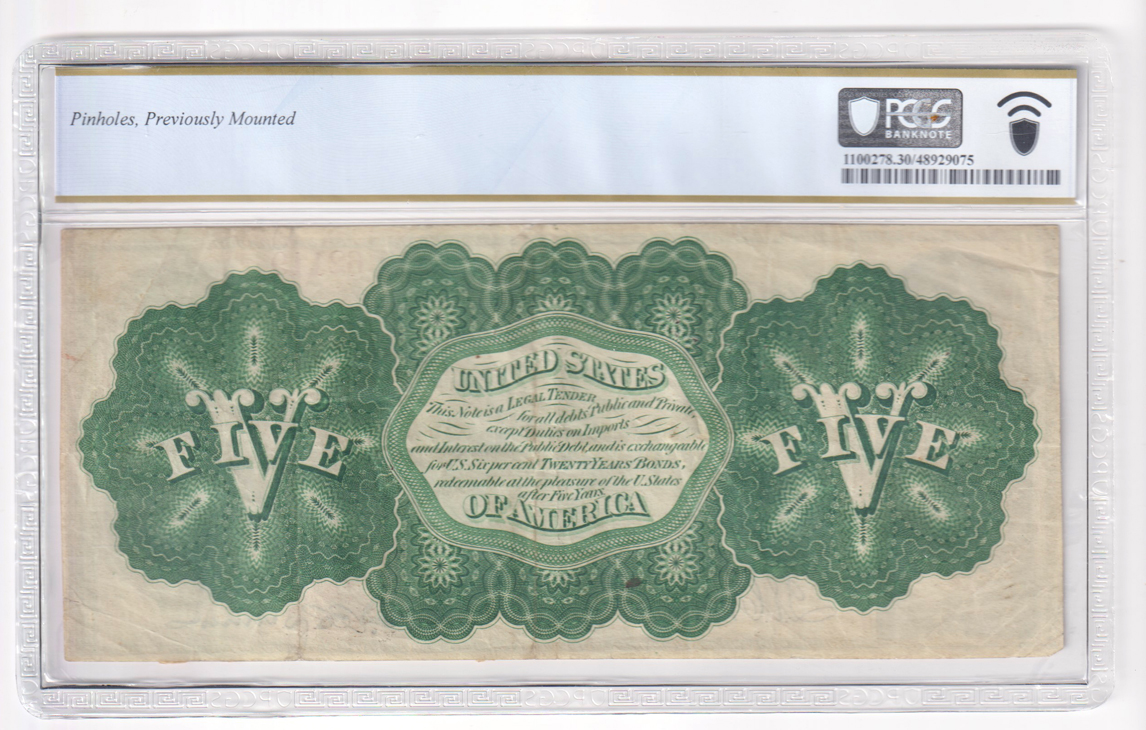 Pinholes, Previously Mounted
PCGS
BANKNOTE
1100278.30/48929075
UNITED STATES
This Note is a LEGAL TENDER
for all debts Public and Private
except Duties on Imports
and Interest on the Public Debt, and is exchangeable
for U.S. Six per cent TWENTY YEARS BONDS,
redeemable at the pleasure of the U. States
after Five Years.
OF AMERICA
FIVE
V
FIVE
V